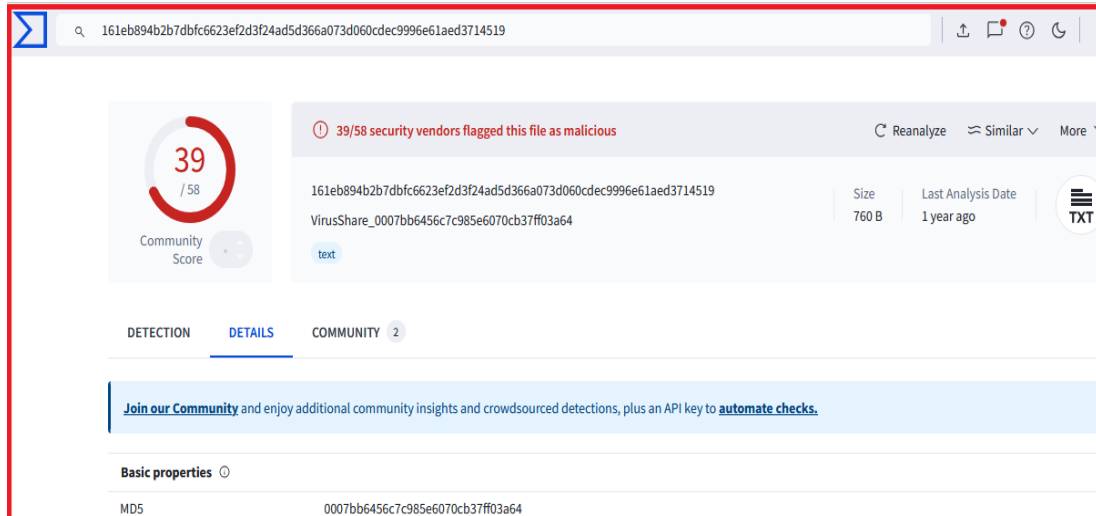 161eb894b2b7dbfc6623ef2d3f24ad5d366a073d060cdec9996e61aed3714519
39
/ 58
Community
Score
39/58 security vendors flagged this file as malicious
Reanalyze
Similar
More
161eb894b2b7dbfc6623ef2d3f24ad5d366a073d060cdec9996e61aed3714519
VirusShare_0007bb6456c7c985e6070cb37ff03a64
text
Size
760 B
Last Analysis Date
1 year ago
TXT
DETECTION
DETAILS
COMMUNITY 2
Join our Community and enjoy additional community insights and crowdsourced detections, plus an API key to automate checks.
Basic properties
MD5
0007bb6456c7c985e6070cb37ff03a64